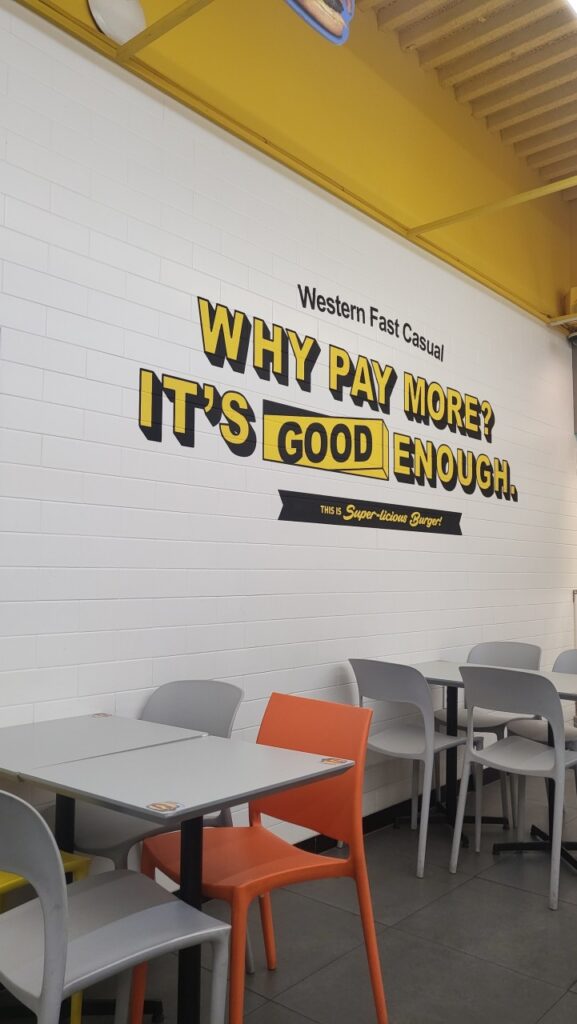 Western Fast Casual
WHY PAY MORE?
IT'S GOOD ENOUGH.
THIS IS Super-licious Burger!